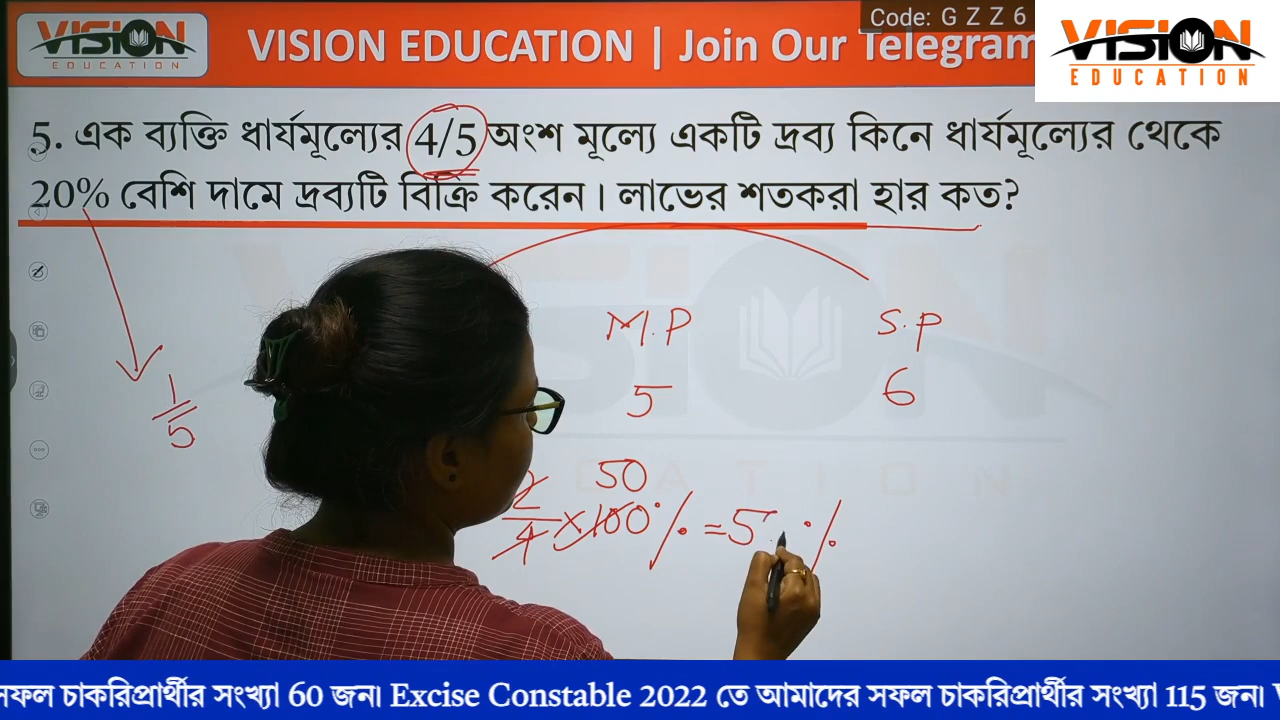 Code: G Z Z 6
VISION
EDUCATION
VISION EDUCATION | Join Our Telegram
VISION
EDUCATION
5. এক ব্যক্তি ধার্যমূল্যের 4/5 অংশ মূল্যে একটি দ্রব্য কিনে ধার্যমূল্যের থেকে
20% বেশি দামে দ্রব্যটি বিক্রি করেন। লাভের শতকরা হার কত?
M.P S.P
5 6
1/5
50
2/4 × 100% = 5 %
সফল চাকরিপ্রার্থীর সংখ্যা 60 জন। Excise Constable 2022 তে আমাদের সফল চাকরিপ্রার্থীর সংখ্যা 115 জন।